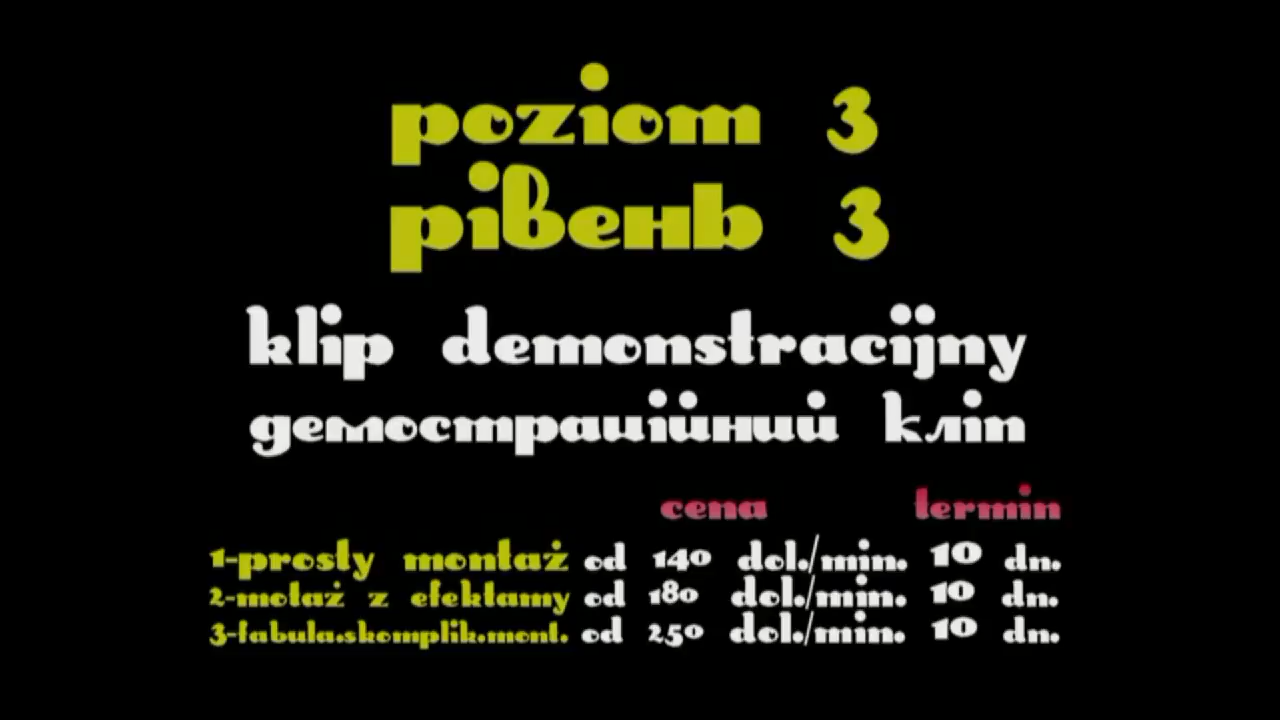 poziom 3
рівень 3
klip demonstracijny
демостраційний кліп
cena termin
1-prosty montaż od 140 dol./min. 10 dn.
2-motaż z efektamy od 180 dol./min. 10 dn.
3-fabula.skomplik.mont. od 250 dol./min. 10 dn.